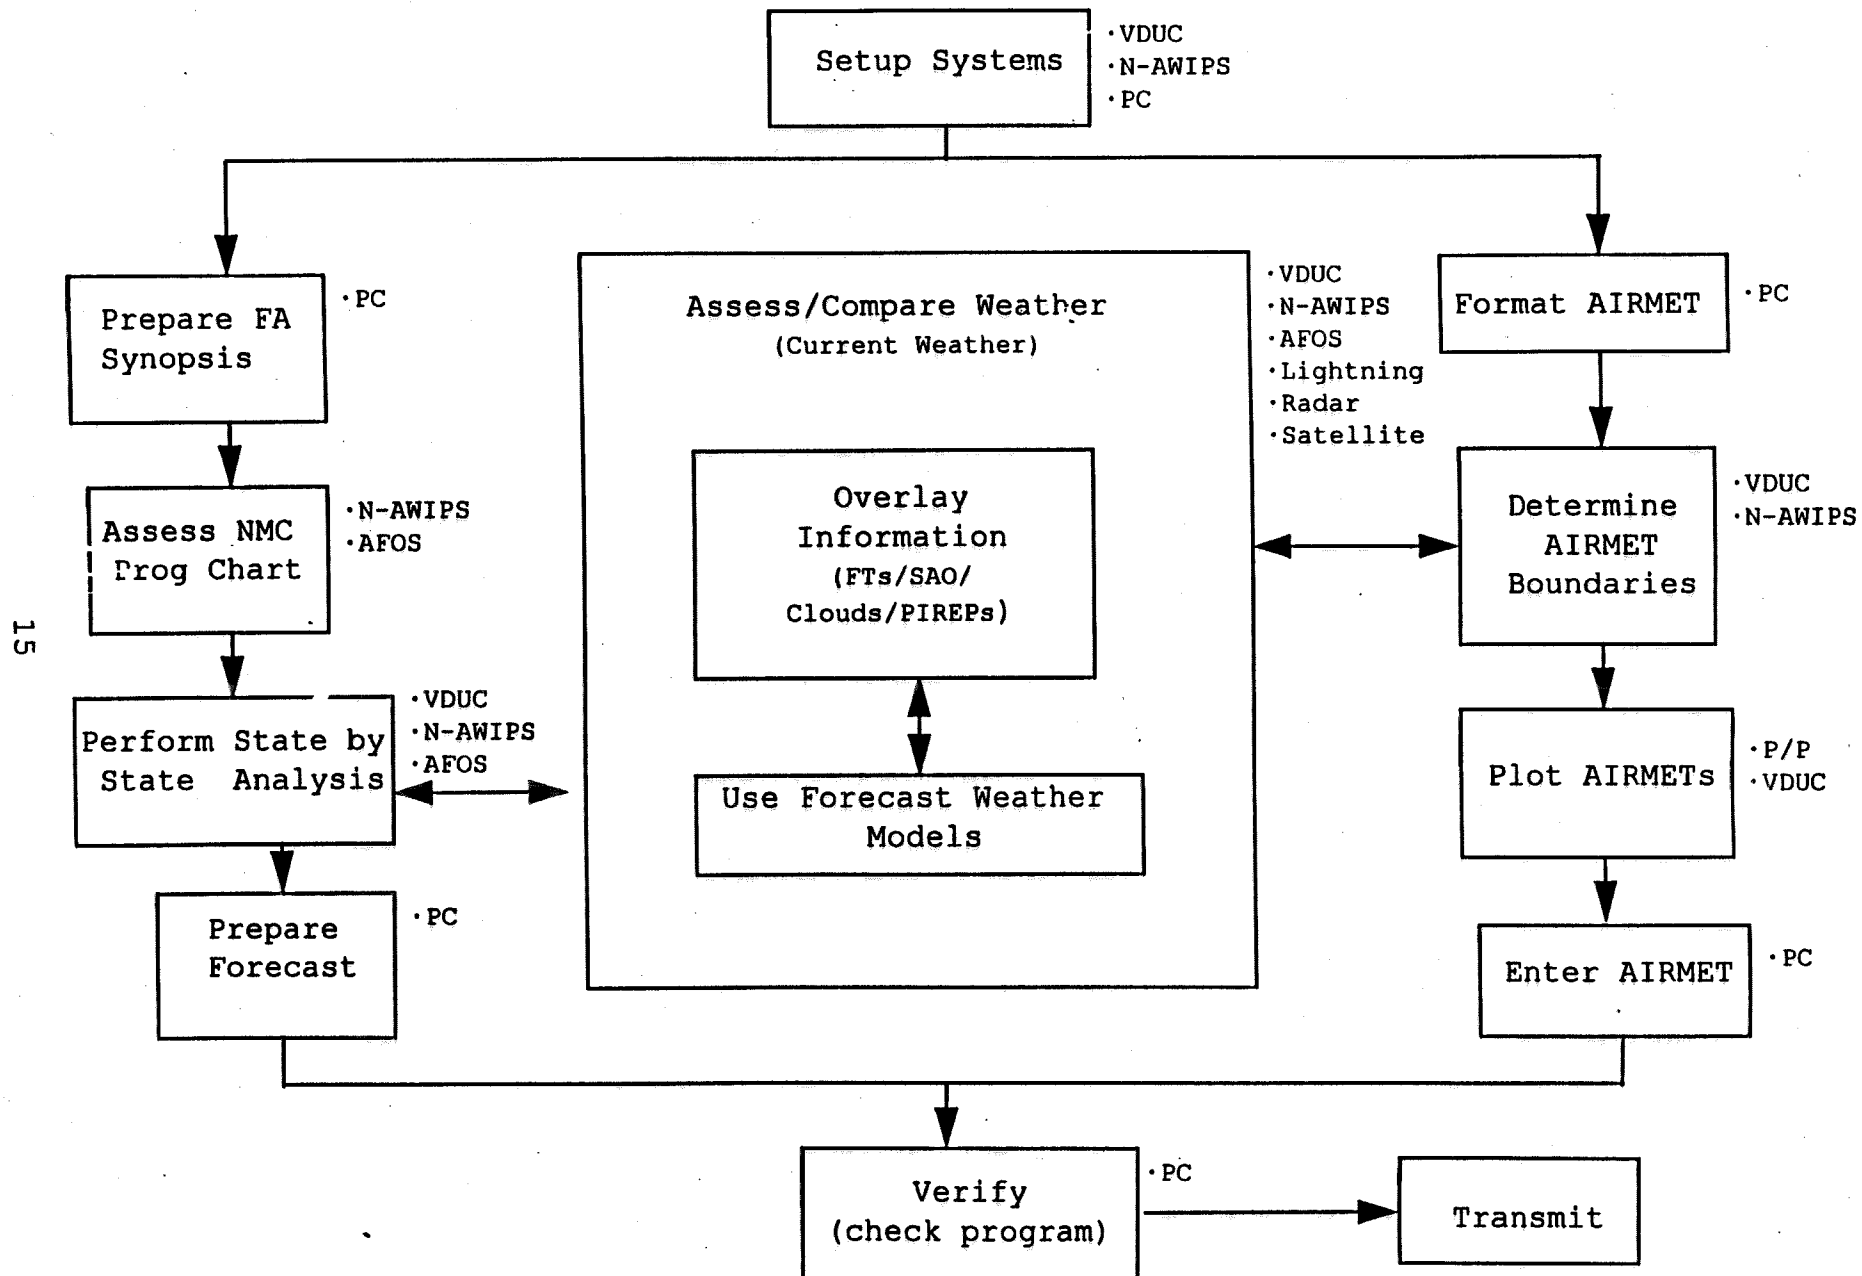 Setup Systems
·VDUC
·N-AWIPS
·PC
Prepare FA
Synopsis
·PC
Assess NMC
Prog Chart
·N-AWIPS
·AFOS
Perform State by
State Analysis
·VDUC
·N-AWIPS
·AFOS
Prepare
Forecast
·PC
Assess/Compare Weather
(Current Weather)
·VDUC
·N-AWIPS
·AFOS
·Lightning
·Radar
·Satellite
Overlay
Information
(FTs/SAO/
Clouds/PIREPs)
Use Forecast Weather
Models
Format AIRMET
·PC
Determine
AIRMET
Boundaries
·VDUC
·N-AWIPS
Plot AIRMETs
·P/P
·VDUC
Enter AIRMET
·PC
Verify
(check program)
·PC
Transmit
15